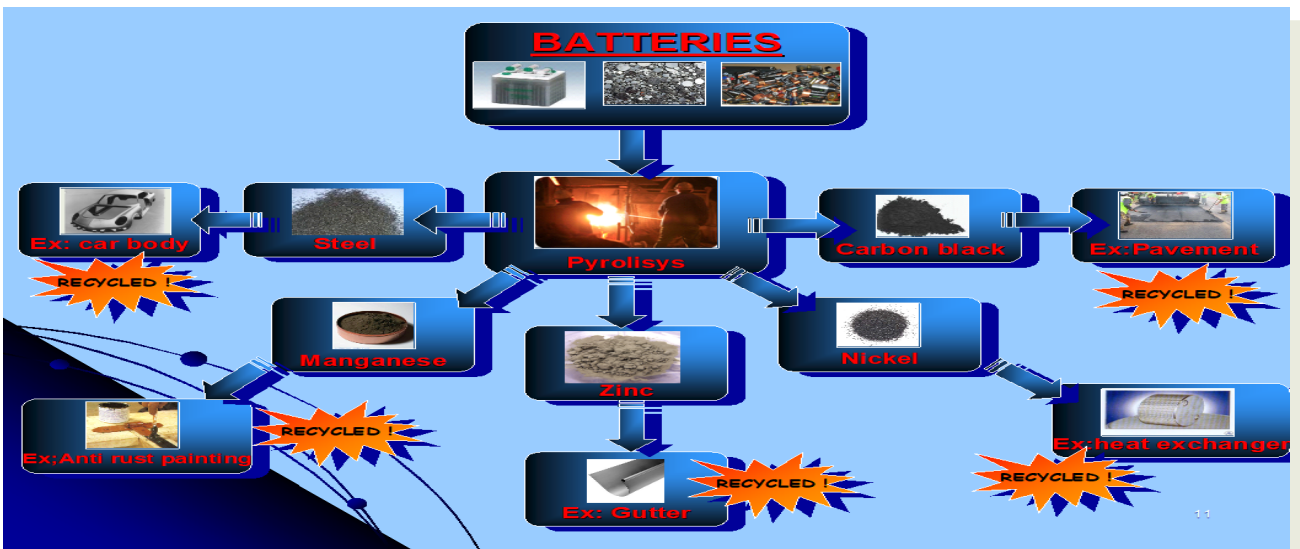 BATTERIES
Pyrolisys
Steel
Ex: car body
RECYCLED !
Carbon black
Ex:Pavement
RECYCLED !
Manganese
Ex;Anti rust painting
RECYCLED !
Zinc
Ex: Gutter
RECYCLED !
Nickel
Ex:heat exchanger
RECYCLED !
11